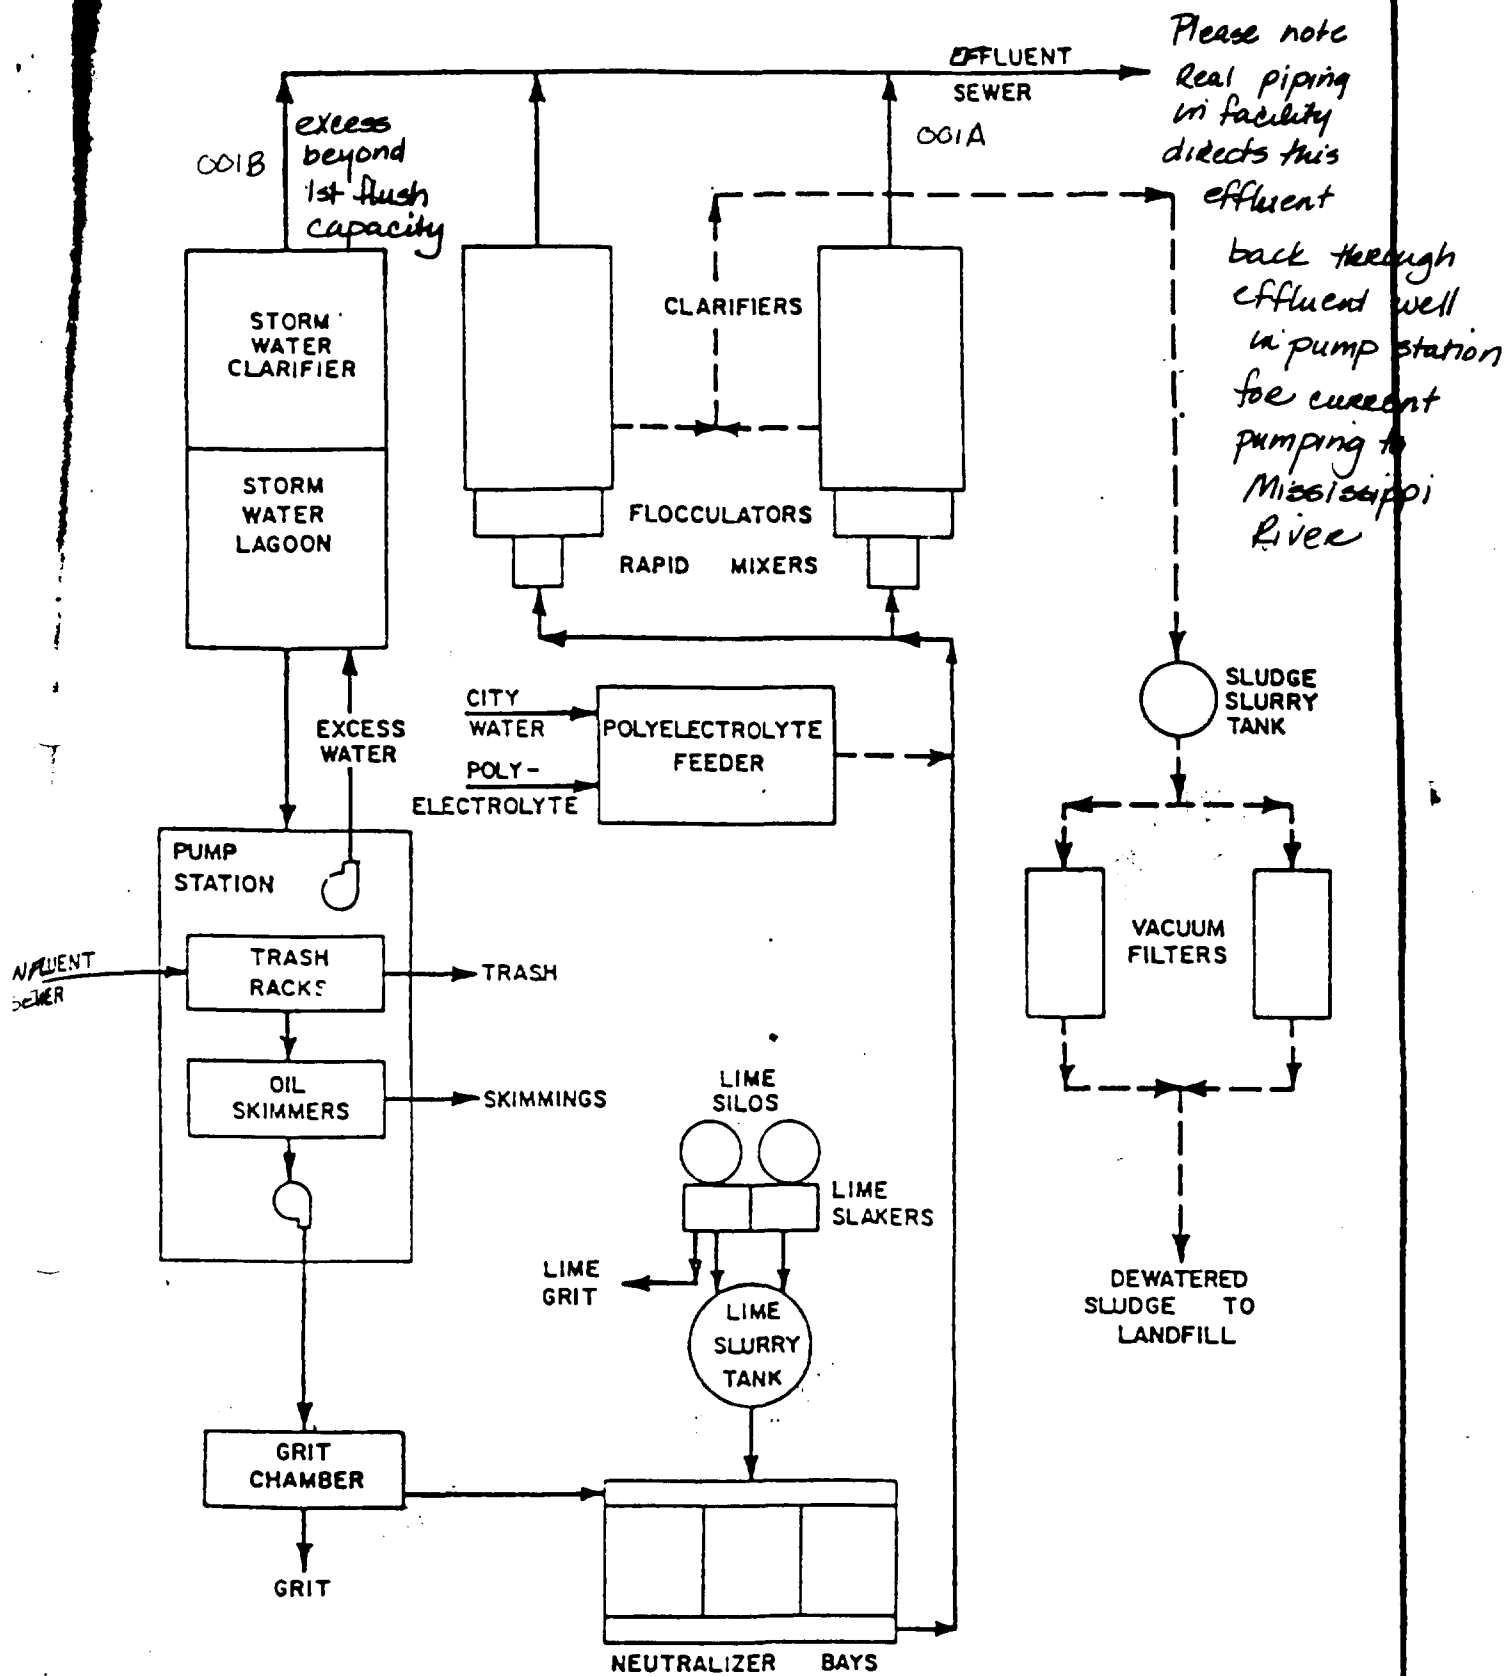 EFFLUENT
SEWER
Please note
Real piping
in facility
directs this
effluent
back through
effluent well
in pump station
for current
pumping to
Mississippi
River
001B
excess
beyond
1st flush
capacity
001A
STORM
WATER
CLARIFIER
STORM
WATER
LAGOON
CLARIFIERS
FLOCCULATORS
RAPID MIXERS
EXCESS
WATER
CITY
WATER
POLY-
ELECTROLYTE
POLYELECTROLYTE
FEEDER
SLUDGE
SLURRY
TANK
VACUUM
FILTERS
DEWATERED
SLUDGE TO
LANDFILL
PUMP
STATION
NFLUENT
SEWER
TRASH
RACKS
TRASH
OIL
SKIMMERS
SKIMMINGS
LIME
SILOS
LIME
SLAKERS
LIME
GRIT
LIME
SLURRY
TANK
GRIT
CHAMBER
GRIT
NEUTRALIZER BAYS